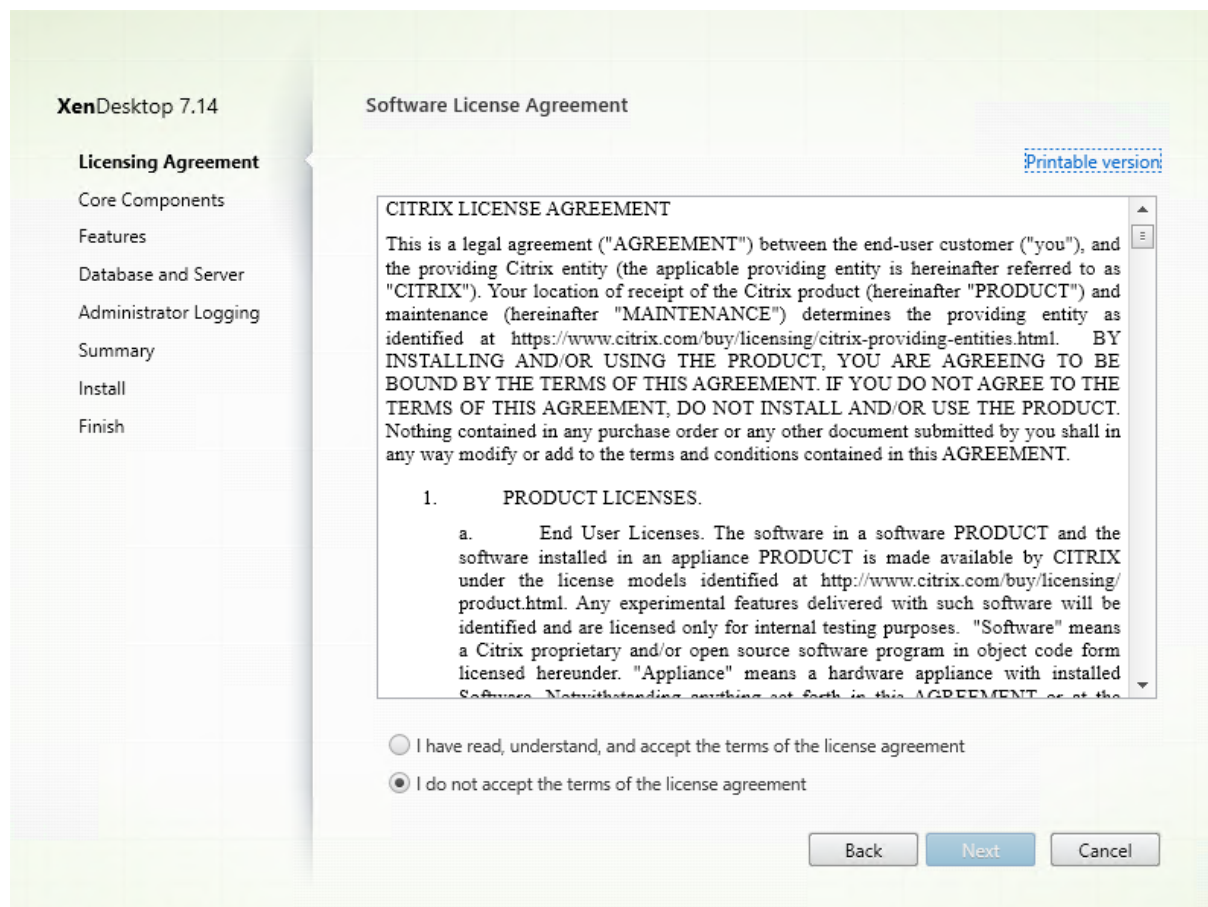 XenDesktop 7.14
Licensing Agreement
Core Components
Features
Database and Server
Administrator Logging
Summary
Install
Finish
Software License Agreement
Printable version
CITRIX LICENSE AGREEMENT
This is a legal agreement ("AGREEMENT") between the end-user customer ("you"), and
the providing Citrix entity (the applicable providing entity is hereinafter referred to as
"CITRIX"). Your location of receipt of the Citrix product (hereinafter "PRODUCT") and
maintenance (hereinafter "MAINTENANCE") determines the providing entity as
identified at https://www.citrix.com/buy/licensing/citrix-providing-entities.html. BY
INSTALLING AND/OR USING THE PRODUCT, YOU ARE AGREEING TO BE
BOUND BY THE TERMS OF THIS AGREEMENT. IF YOU DO NOT AGREE TO THE
TERMS OF THIS AGREEMENT, DO NOT INSTALL AND/OR USE THE PRODUCT.
Nothing contained in any purchase order or any other document submitted by you shall in
any way modify or add to the terms and conditions contained in this AGREEMENT.
1. PRODUCT LICENSES.
a. End User Licenses. The software in a software PRODUCT and the
software installed in an appliance PRODUCT is made available by CITRIX
under the license models identified at http://www.citrix.com/buy/licensing/
product.html. Any experimental features delivered with such software will be
identified and are licensed only for internal testing purposes. "Software" means
a Citrix proprietary and/or open source software program in object code form
licensed hereunder. "Appliance" means a hardware appliance with installed
Software. Notwithstanding anything set forth in this AGREEMENT or at the
I have read, understand, and accept the terms of the license agreement
I do not accept the terms of the license agreement
Back
Next
Cancel